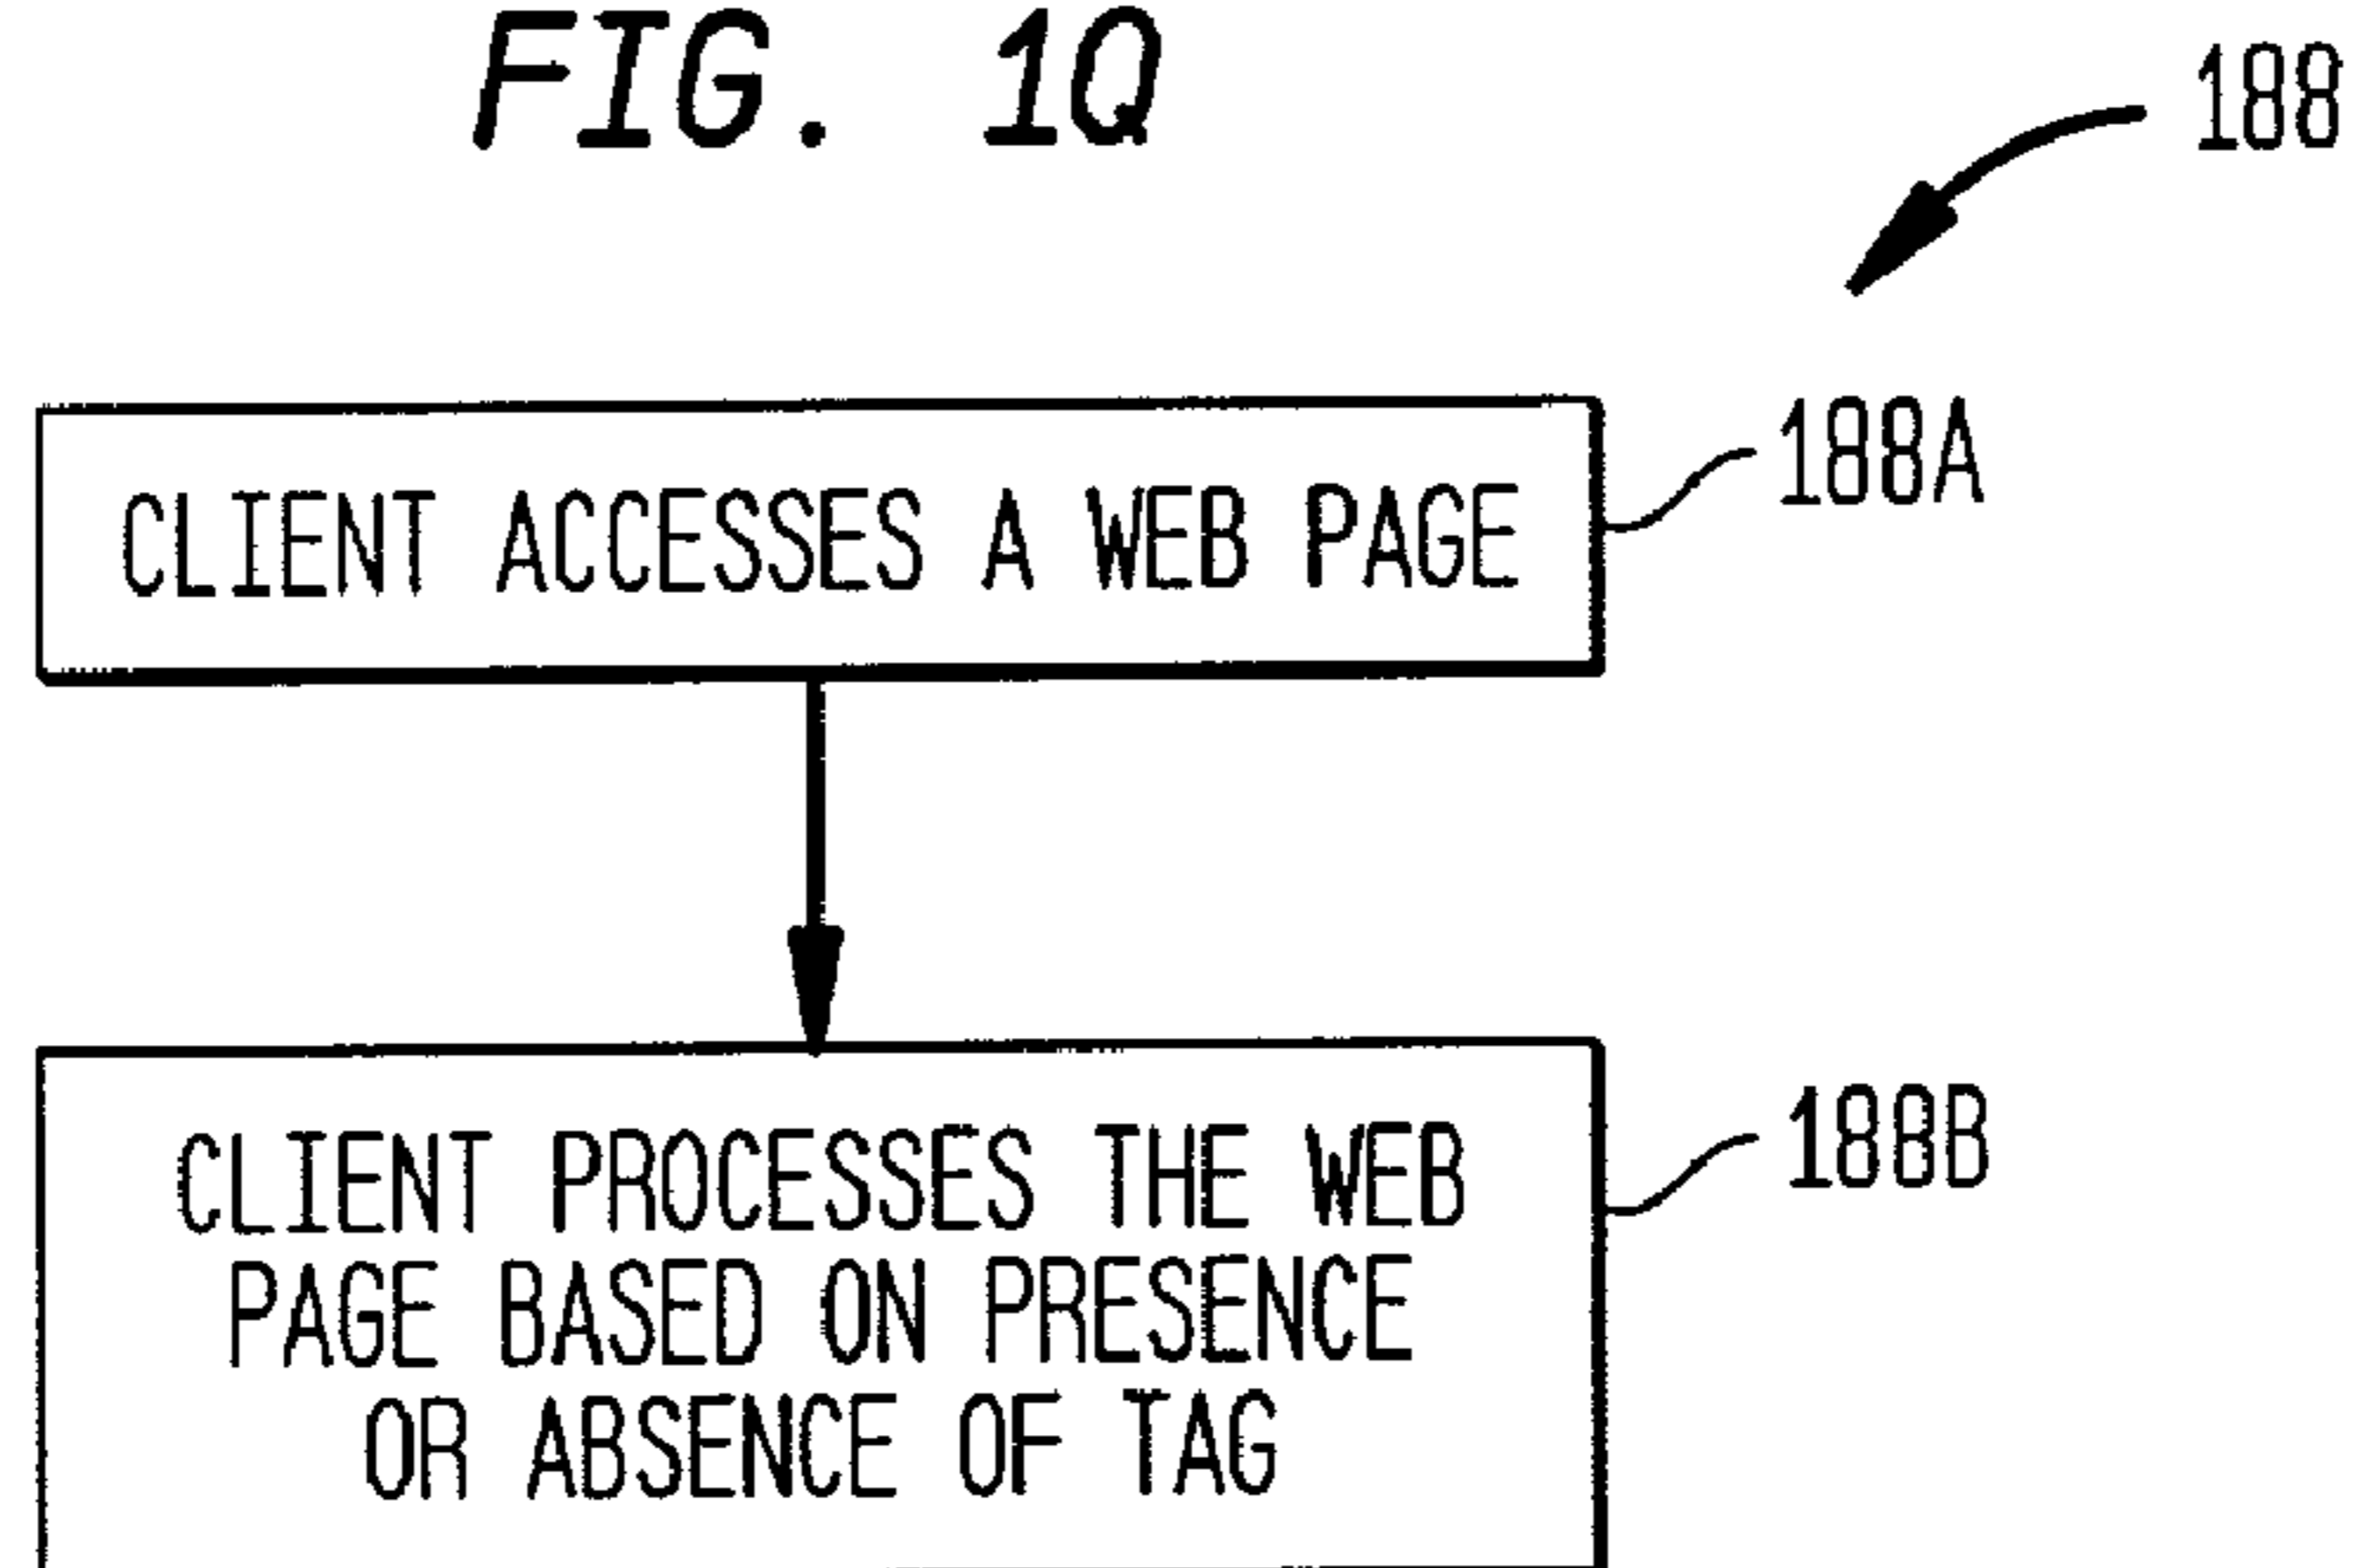 FIG. 1Q
188
CLIENT ACCESSES A WEB PAGE
188A
CLIENT PROCESSES THE WEB
PAGE BASED ON PRESENCE
OR ABSENCE OF TAG
188B